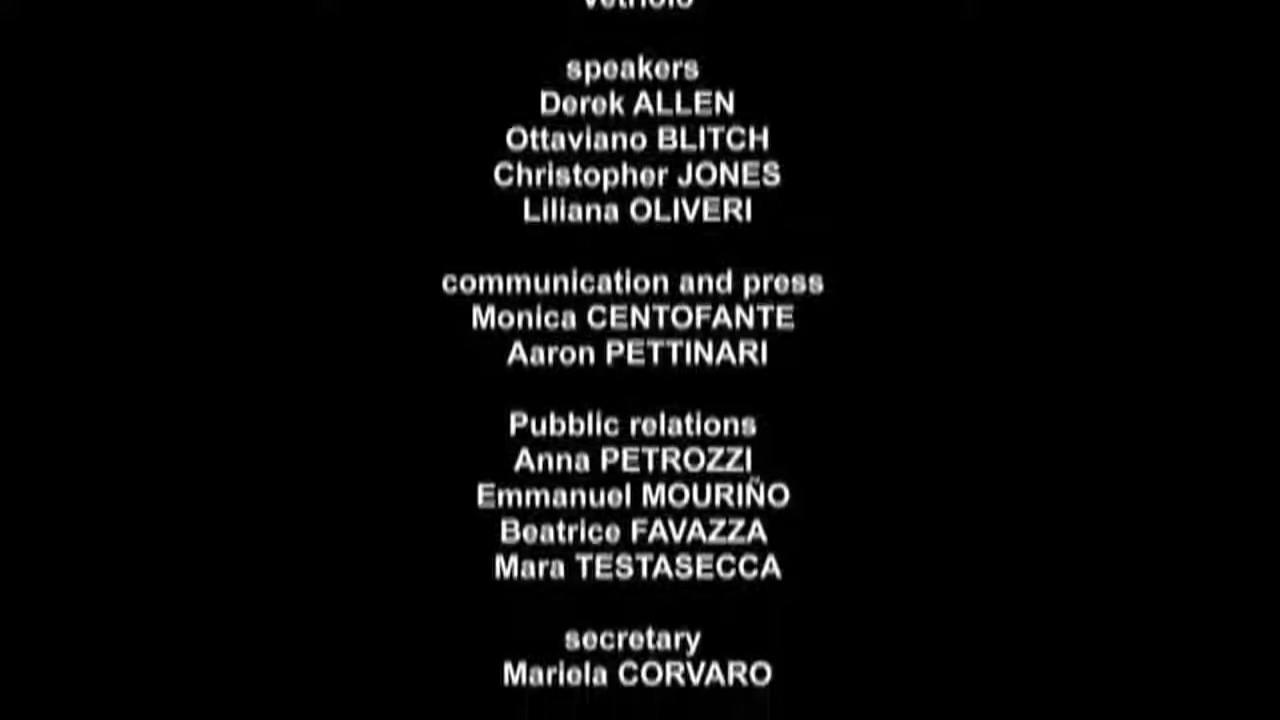 speakers
Derek ALLEN
Ottaviano BLITCH
Christopher JONES
Liliana OLIVERI
communication and press
Monica CENTOFANTE
Aaron PETTINARI
Pubblic relations
Anna PETROZZI
Emmanuel MOURIÑO
Beatrice FAVAZZA
Mara TESTASECCA
secretary
Mariela CORVARO